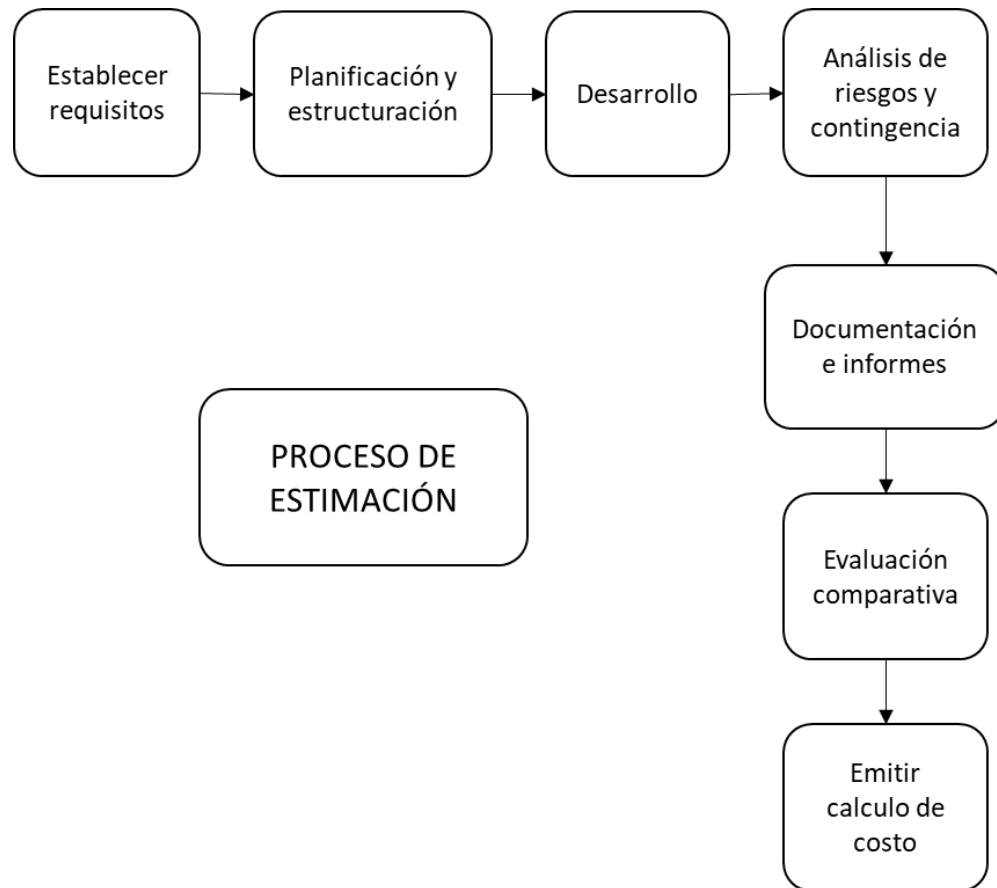 Establecer
requisitos
Planificación y
estructuración
Desarrollo
Análisis de
riesgos y
contingencia
Documentación
e informes
PROCESO DE
ESTIMACIÓN
Evaluación
comparativa
Emitir
calculo de
costo